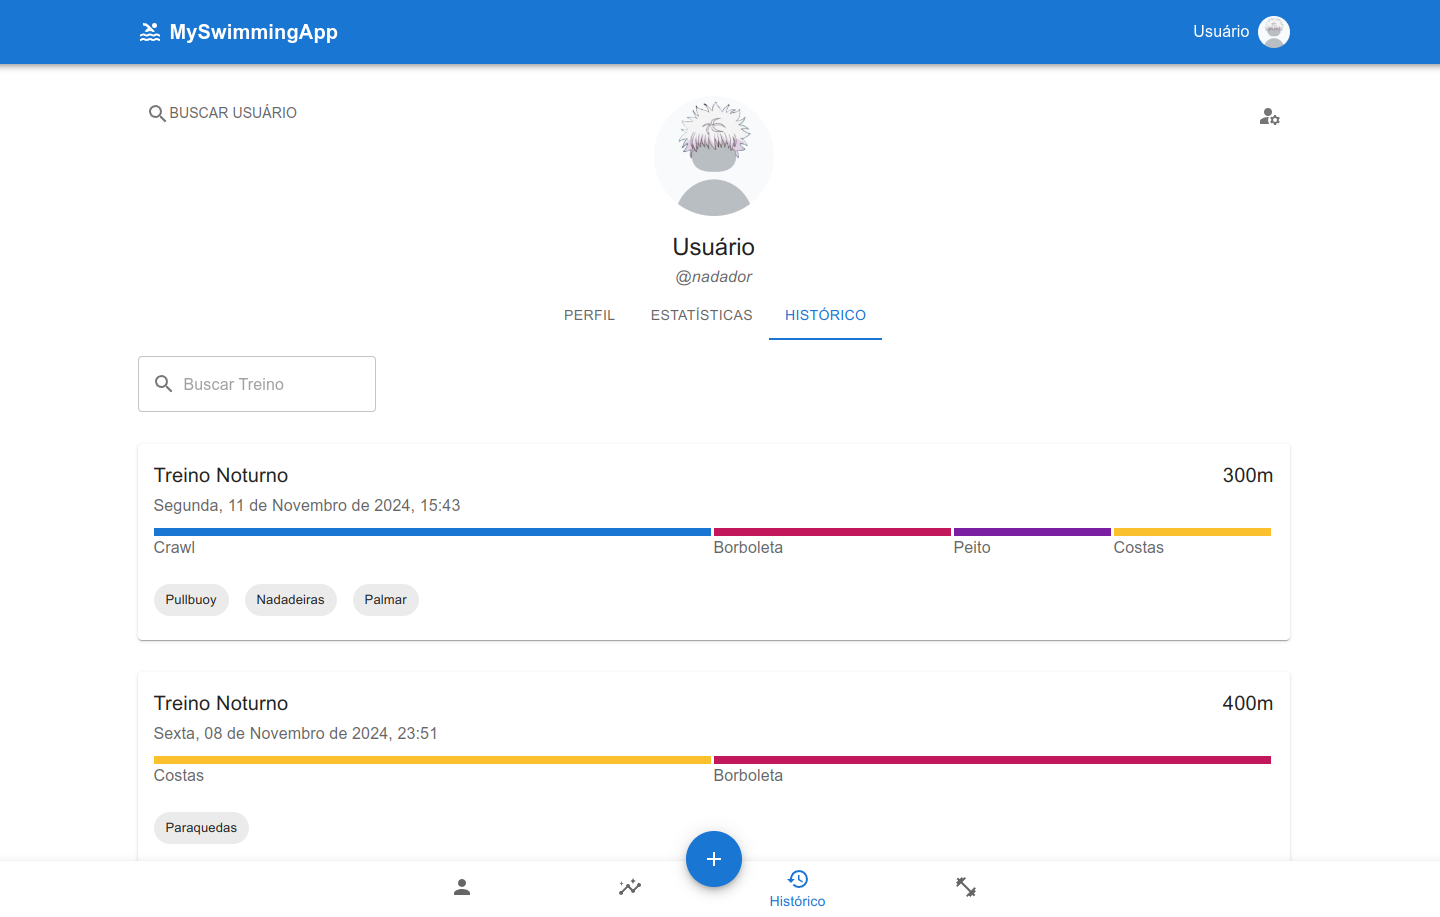 MySwimmingApp
Usuário
BUSCAR USUÁRIO
Usuário
@nadador
PERFIL
ESTATÍSTICAS
HISTÓRICO
Buscar Treino
Treino Noturno
300m
Segunda, 11 de Novembro de 2024, 15:43
Crawl
Borboleta
Peito
Costas
Pullbuoy
Nadadeiras
Palmar
Treino Noturno
400m
Sexta, 08 de Novembro de 2024, 23:51
Costas
Borboleta
Paraquedas
Histórico